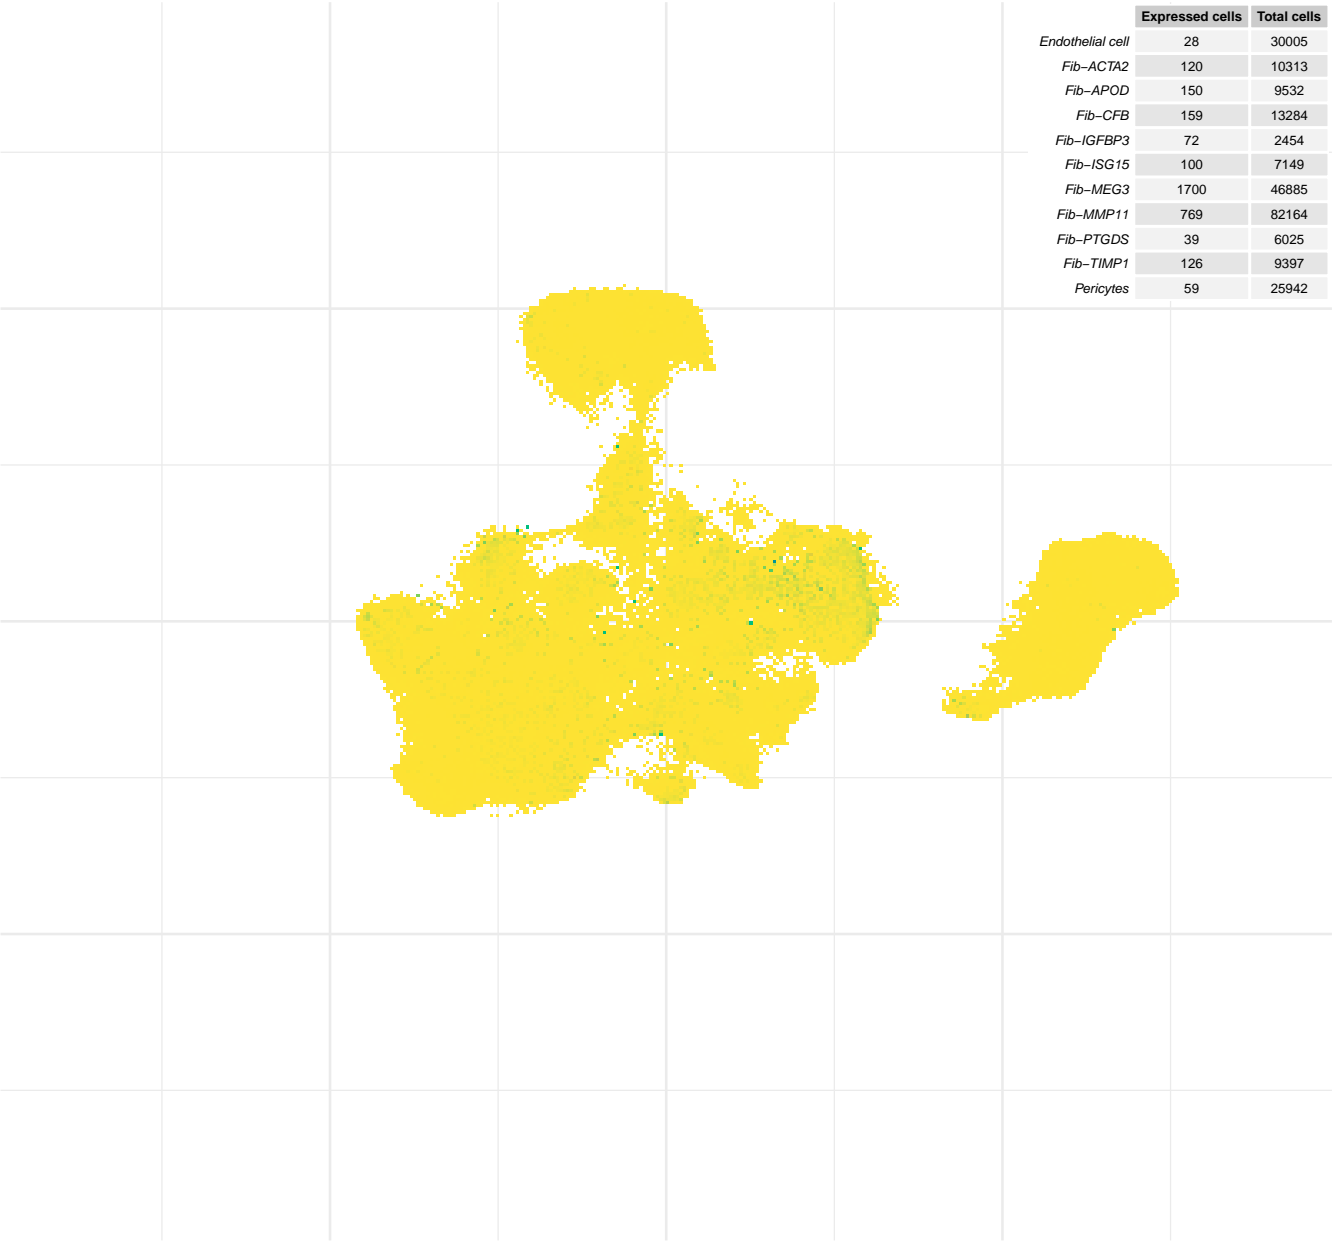 Expressed cells Total cells
Endothelial cell 28 30005
Fib−ACTA2 120 10313
Fib−APOD 150 9532
Fib−CFB 159 13284
Fib−IGFBP3 72 2454
Fib−ISG15 100 7149
Fib−MEG3 1700 46885
Fib−MMP11 769 82164
Fib−PTGDS 39 6025
Fib−TIMP1 126 9397
Pericytes 59 25942